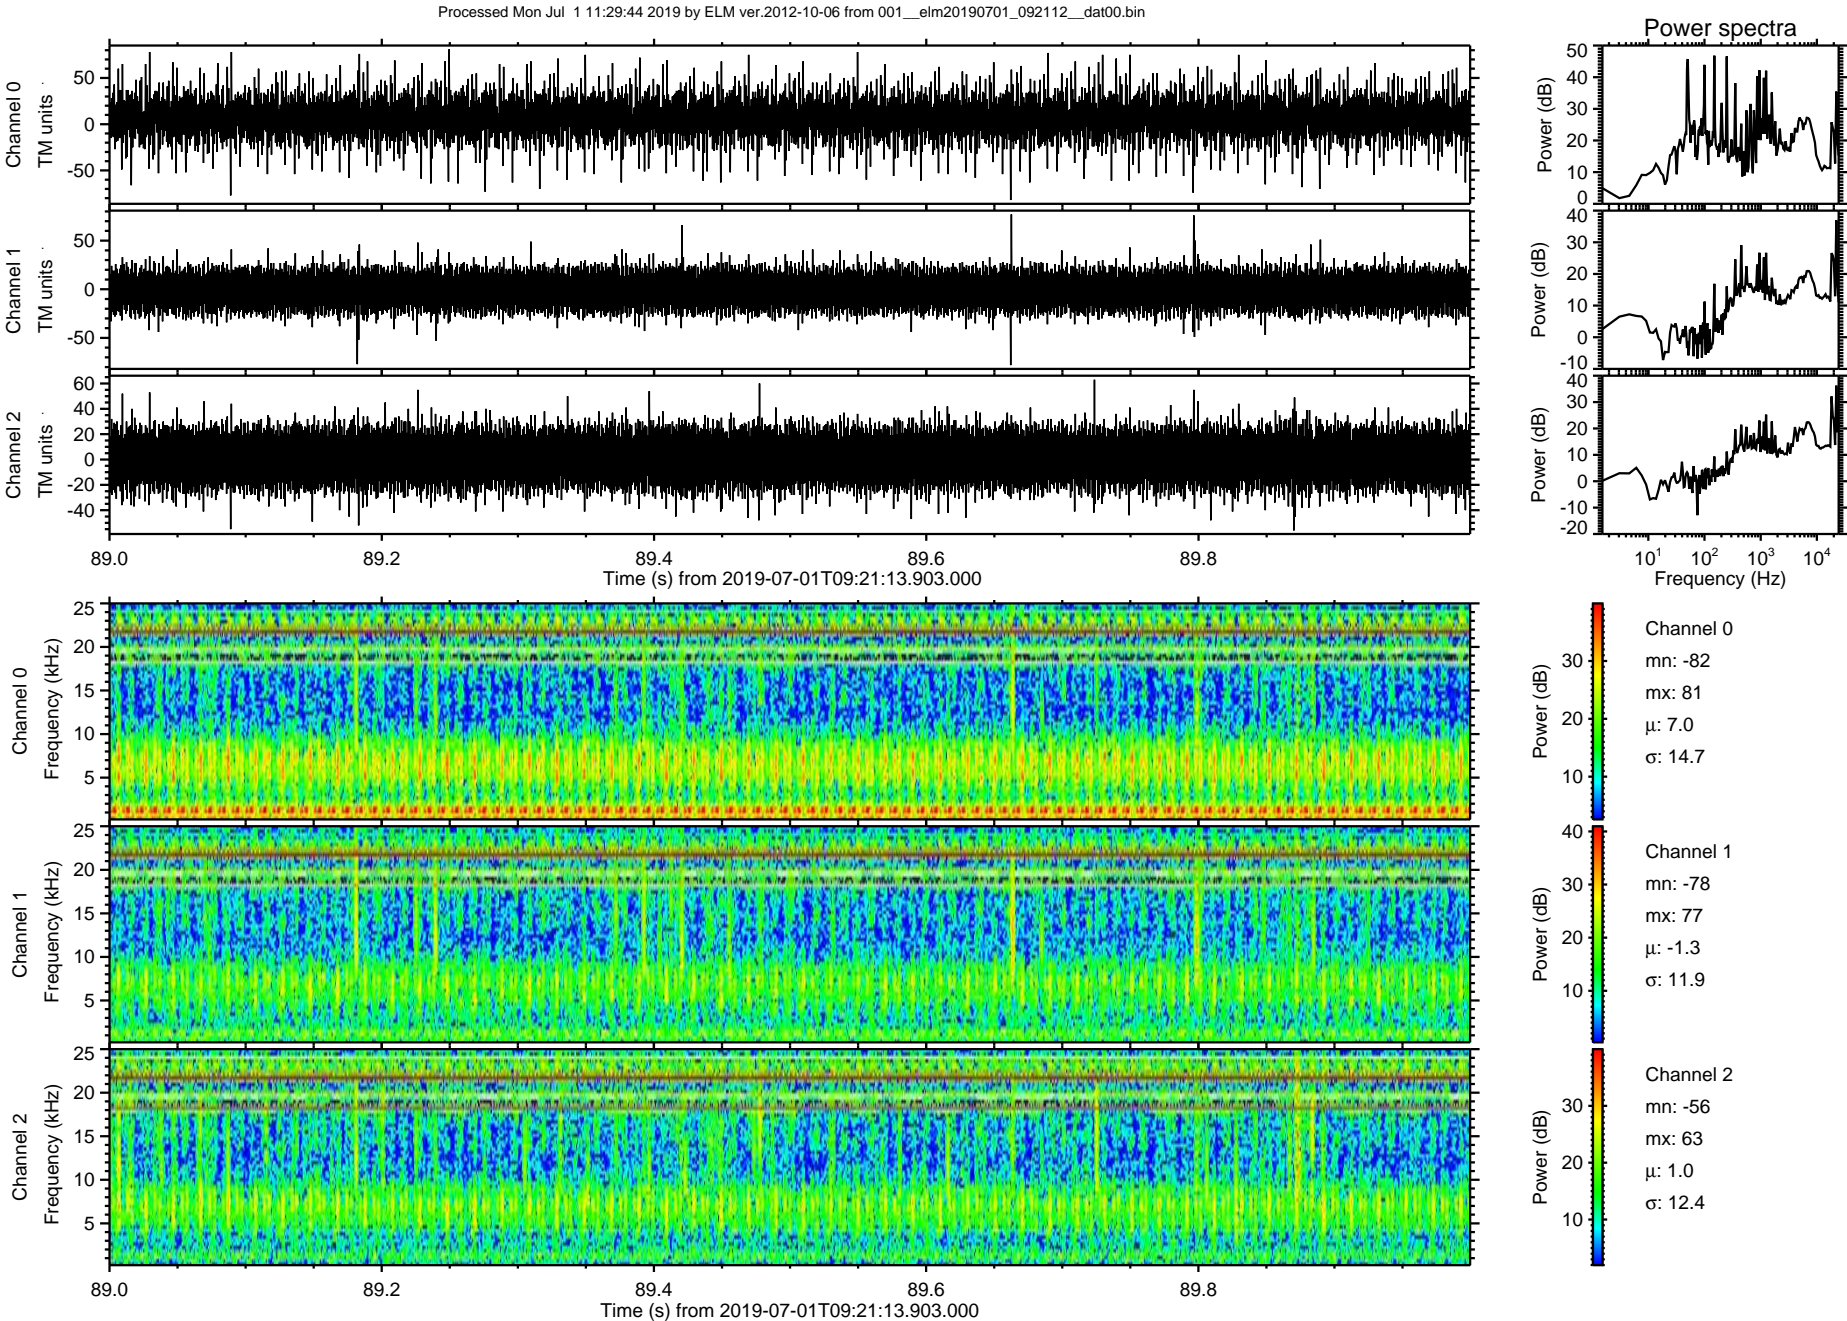 Processed Mon Jul 1 11:29:44 2019 by ELM ver.2012-10-06 from 001__elm20190701_092112__dat00.bin
Power spectra
Channel 0
TM units
50
0
-50
Power (dB)
50
40
30
20
10
0
Channel 1
TM units
50
0
-50
Power (dB)
40
30
20
10
0
-10
Channel 2
TM units
60
40
20
0
-20
-40
Power (dB)
40
30
20
10
0
-10
-20
89.0 89.2 89.4 89.6 89.8
Time (s) from 2019-07-01T09:21:13.903.000
10¹ 10² 10³ 10⁴
Frequency (Hz)
Channel 0
Frequency (kHz)
25
20
15
10
5
Power (dB)
30
20
10
Channel 0
mn: -82
mx: 81
μ: 7.0
σ: 14.7
Channel 1
Frequency (kHz)
25
20
15
10
5
Power (dB)
40
30
20
10
Channel 1
mn: -78
mx: 77
μ: -1.3
σ: 11.9
Channel 2
Frequency (kHz)
25
20
15
10
5
Power (dB)
30
20
10
Channel 2
mn: -56
mx: 63
μ: 1.0
σ: 12.4
89.0 89.2 89.4 89.6 89.8
Time (s) from 2019-07-01T09:21:13.903.000